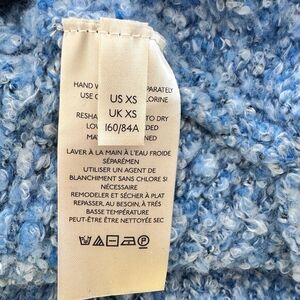 US XS
UK XS
160/84A
HAND W PARATELY
USE C LORINE
RESHA TO DRY
LO DED
MA NED
LAVER À LA MAIN À L'EAU FROIDE
SÉPARÉMEN
UTILISER UN AGENT DE
BLANCHIMENT SANS CHLORE SI
NÉCESSAIRE
REMODELER ET SÉCHER À PLAT
REPASSER, AU BESOIN, À TRÈS
BASSE TEMPÉRATURE
PEUT-ÊTRE ÊTRE NETTOYÉE SEC